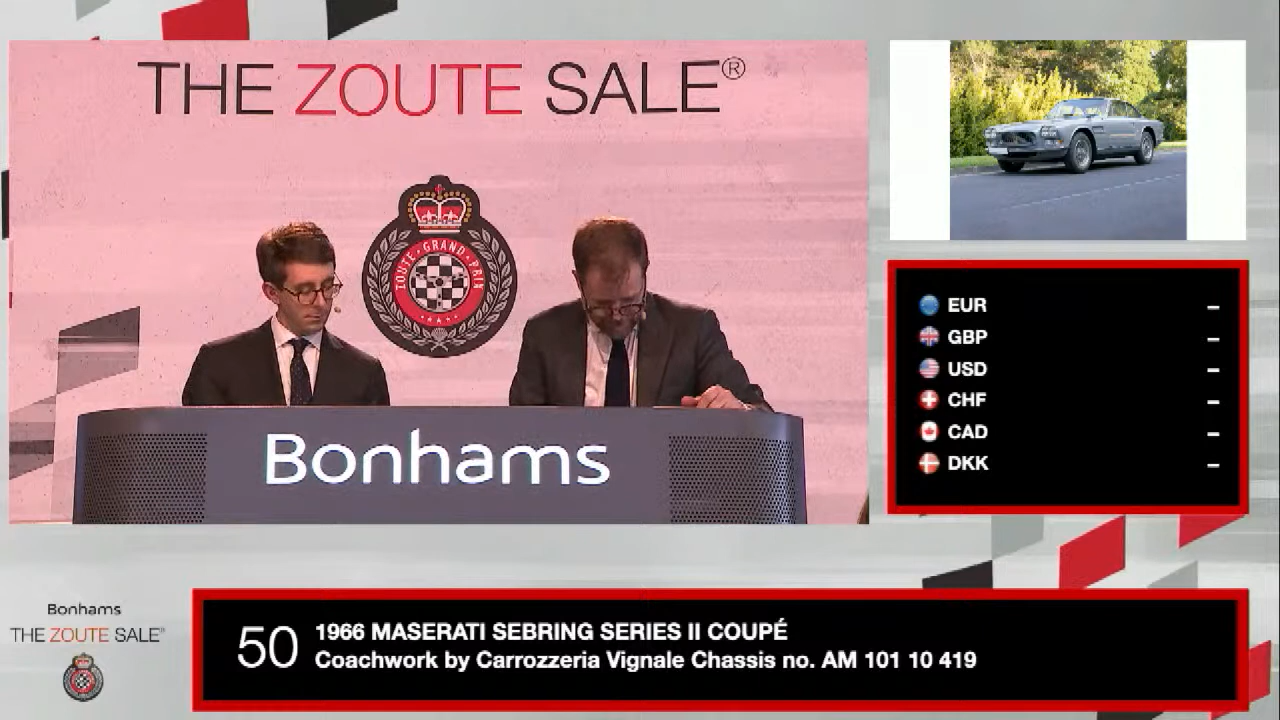 THE ZOUTE SALE®
ZOUTE·GRAND·PRIX
Bonhams
EUR –
GBP –
USD –
CHF –
CAD –
DKK –
Bonhams
THE ZOUTE SALE®
50
1966 MASERATI SEBRING SERIES II COUPÉ
Coachwork by Carrozzeria Vignale Chassis no. AM 101 10 419